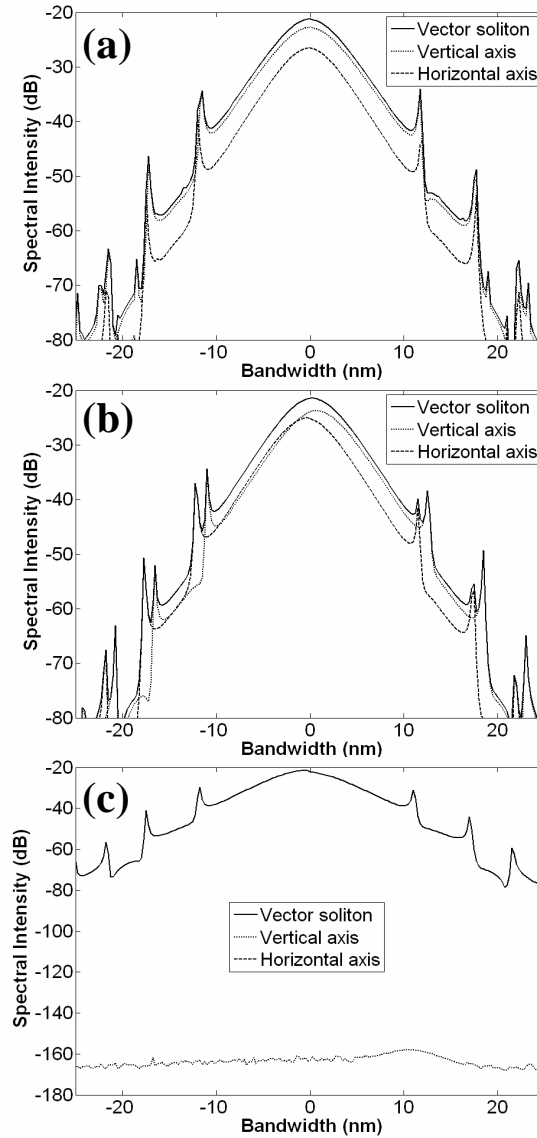 (a)
Vector soliton
Vertical axis
Horizontal axis
Spectral Intensity (dB)
-20
-30
-40
-50
-60
-70
-80
-20
-10
0
10
20
Bandwidth (nm)
(b)
Vector soliton
Vertical axis
Horizontal axis
Spectral Intensity (dB)
-20
-30
-40
-50
-60
-70
-80
-20
-10
0
10
20
Bandwidth (nm)
(c)
Vector soliton
Vertical axis
Horizontal axis
Spectral Intensity (dB)
-20
-40
-60
-80
-100
-120
-140
-160
-180
-20
-10
0
10
20
Bandwidth (nm)